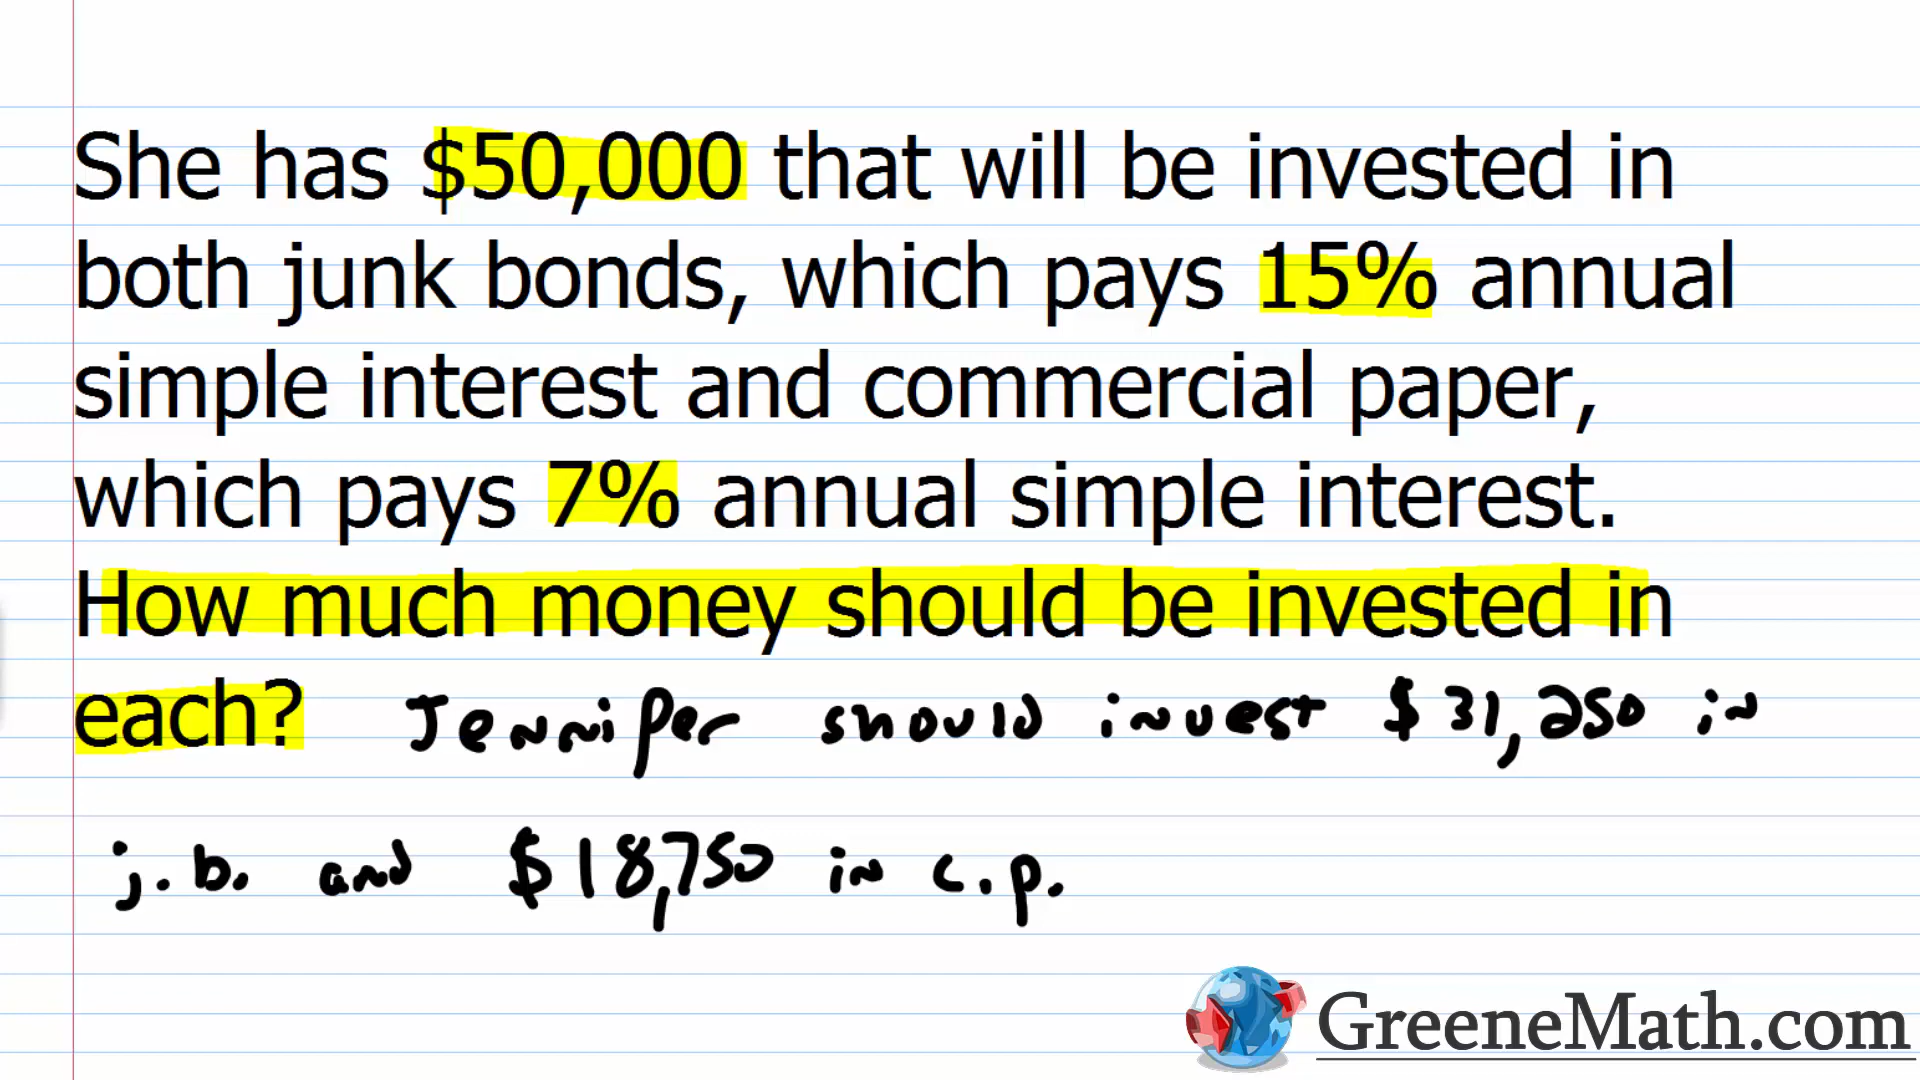 She has $50,000 that will be invested in
both junk bonds, which pays 15% annual
simple interest and commercial paper,
which pays 7% annual simple interest.
How much money should be invested in
each? Jennifer should invest $31,250 in
j.b. and $18,750 in c.p.
GreeneMath.com